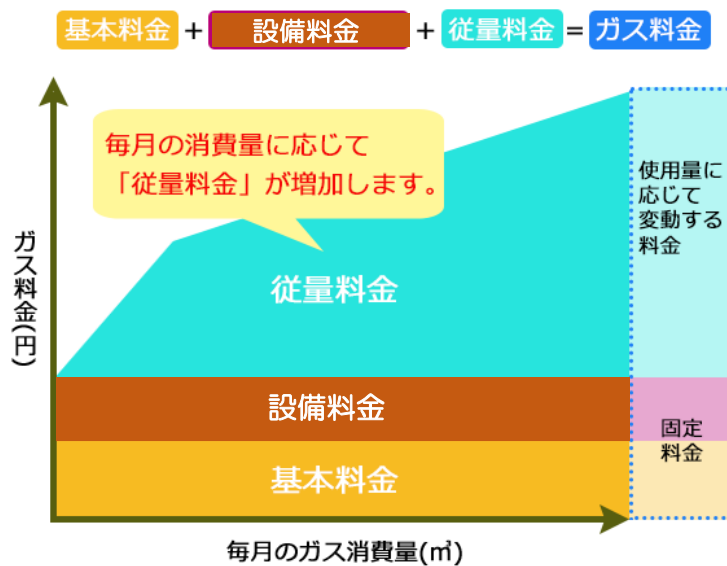 基本料金 + 設備料金 + 従量料金 = ガス料金
毎月の消費量に応じて
「従量料金」が増加します。
使用量に
応じて
変動する
料金
ガス料金(円)
従量料金
設備料金
固定
料金
基本料金
毎月のガス消費量(㎥)